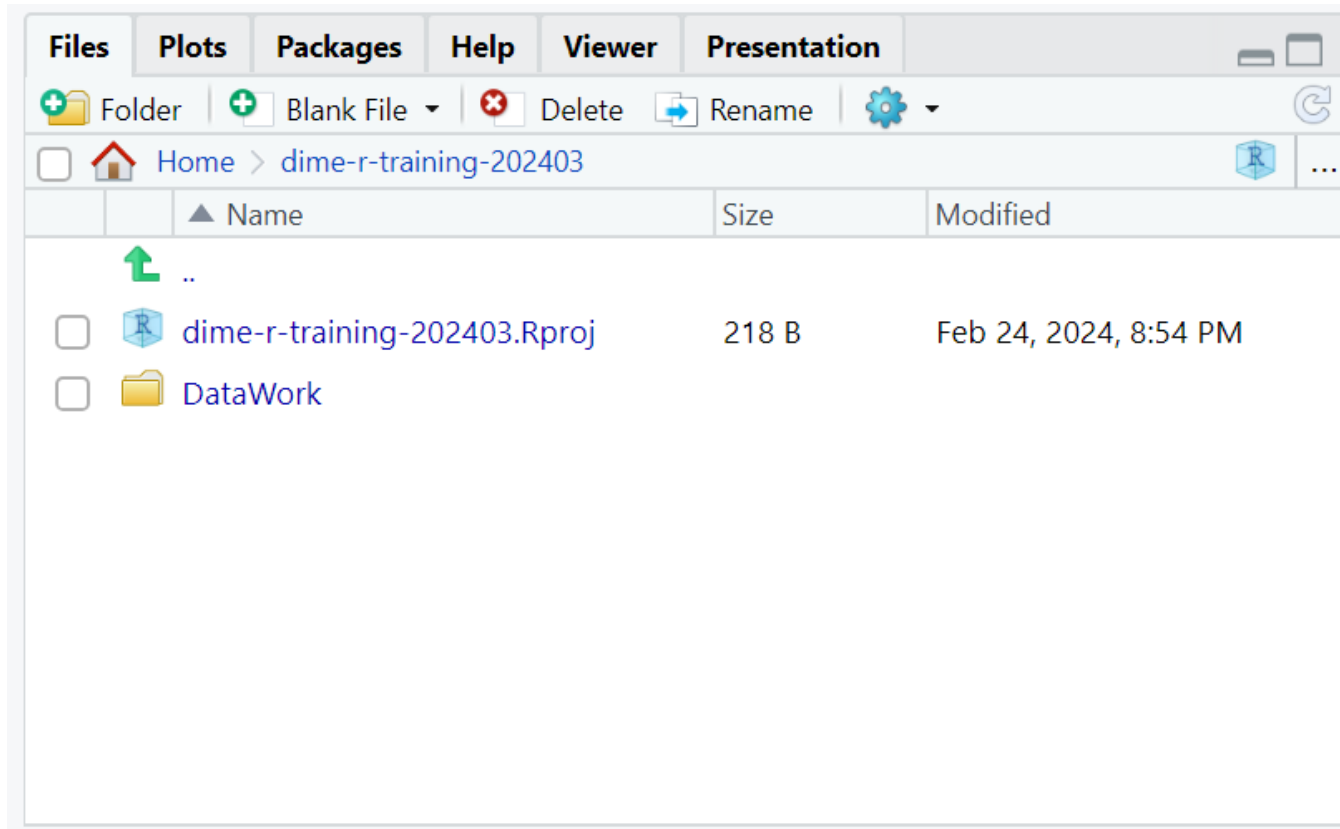 Files Plots Packages Help Viewer Presentation
Folder Blank File Delete Rename
Home > dime-r-training-202403 R ...
Name Size Modified
..
R dime-r-training-202403.Rproj 218 B Feb 24, 2024, 8:54 PM
DataWork